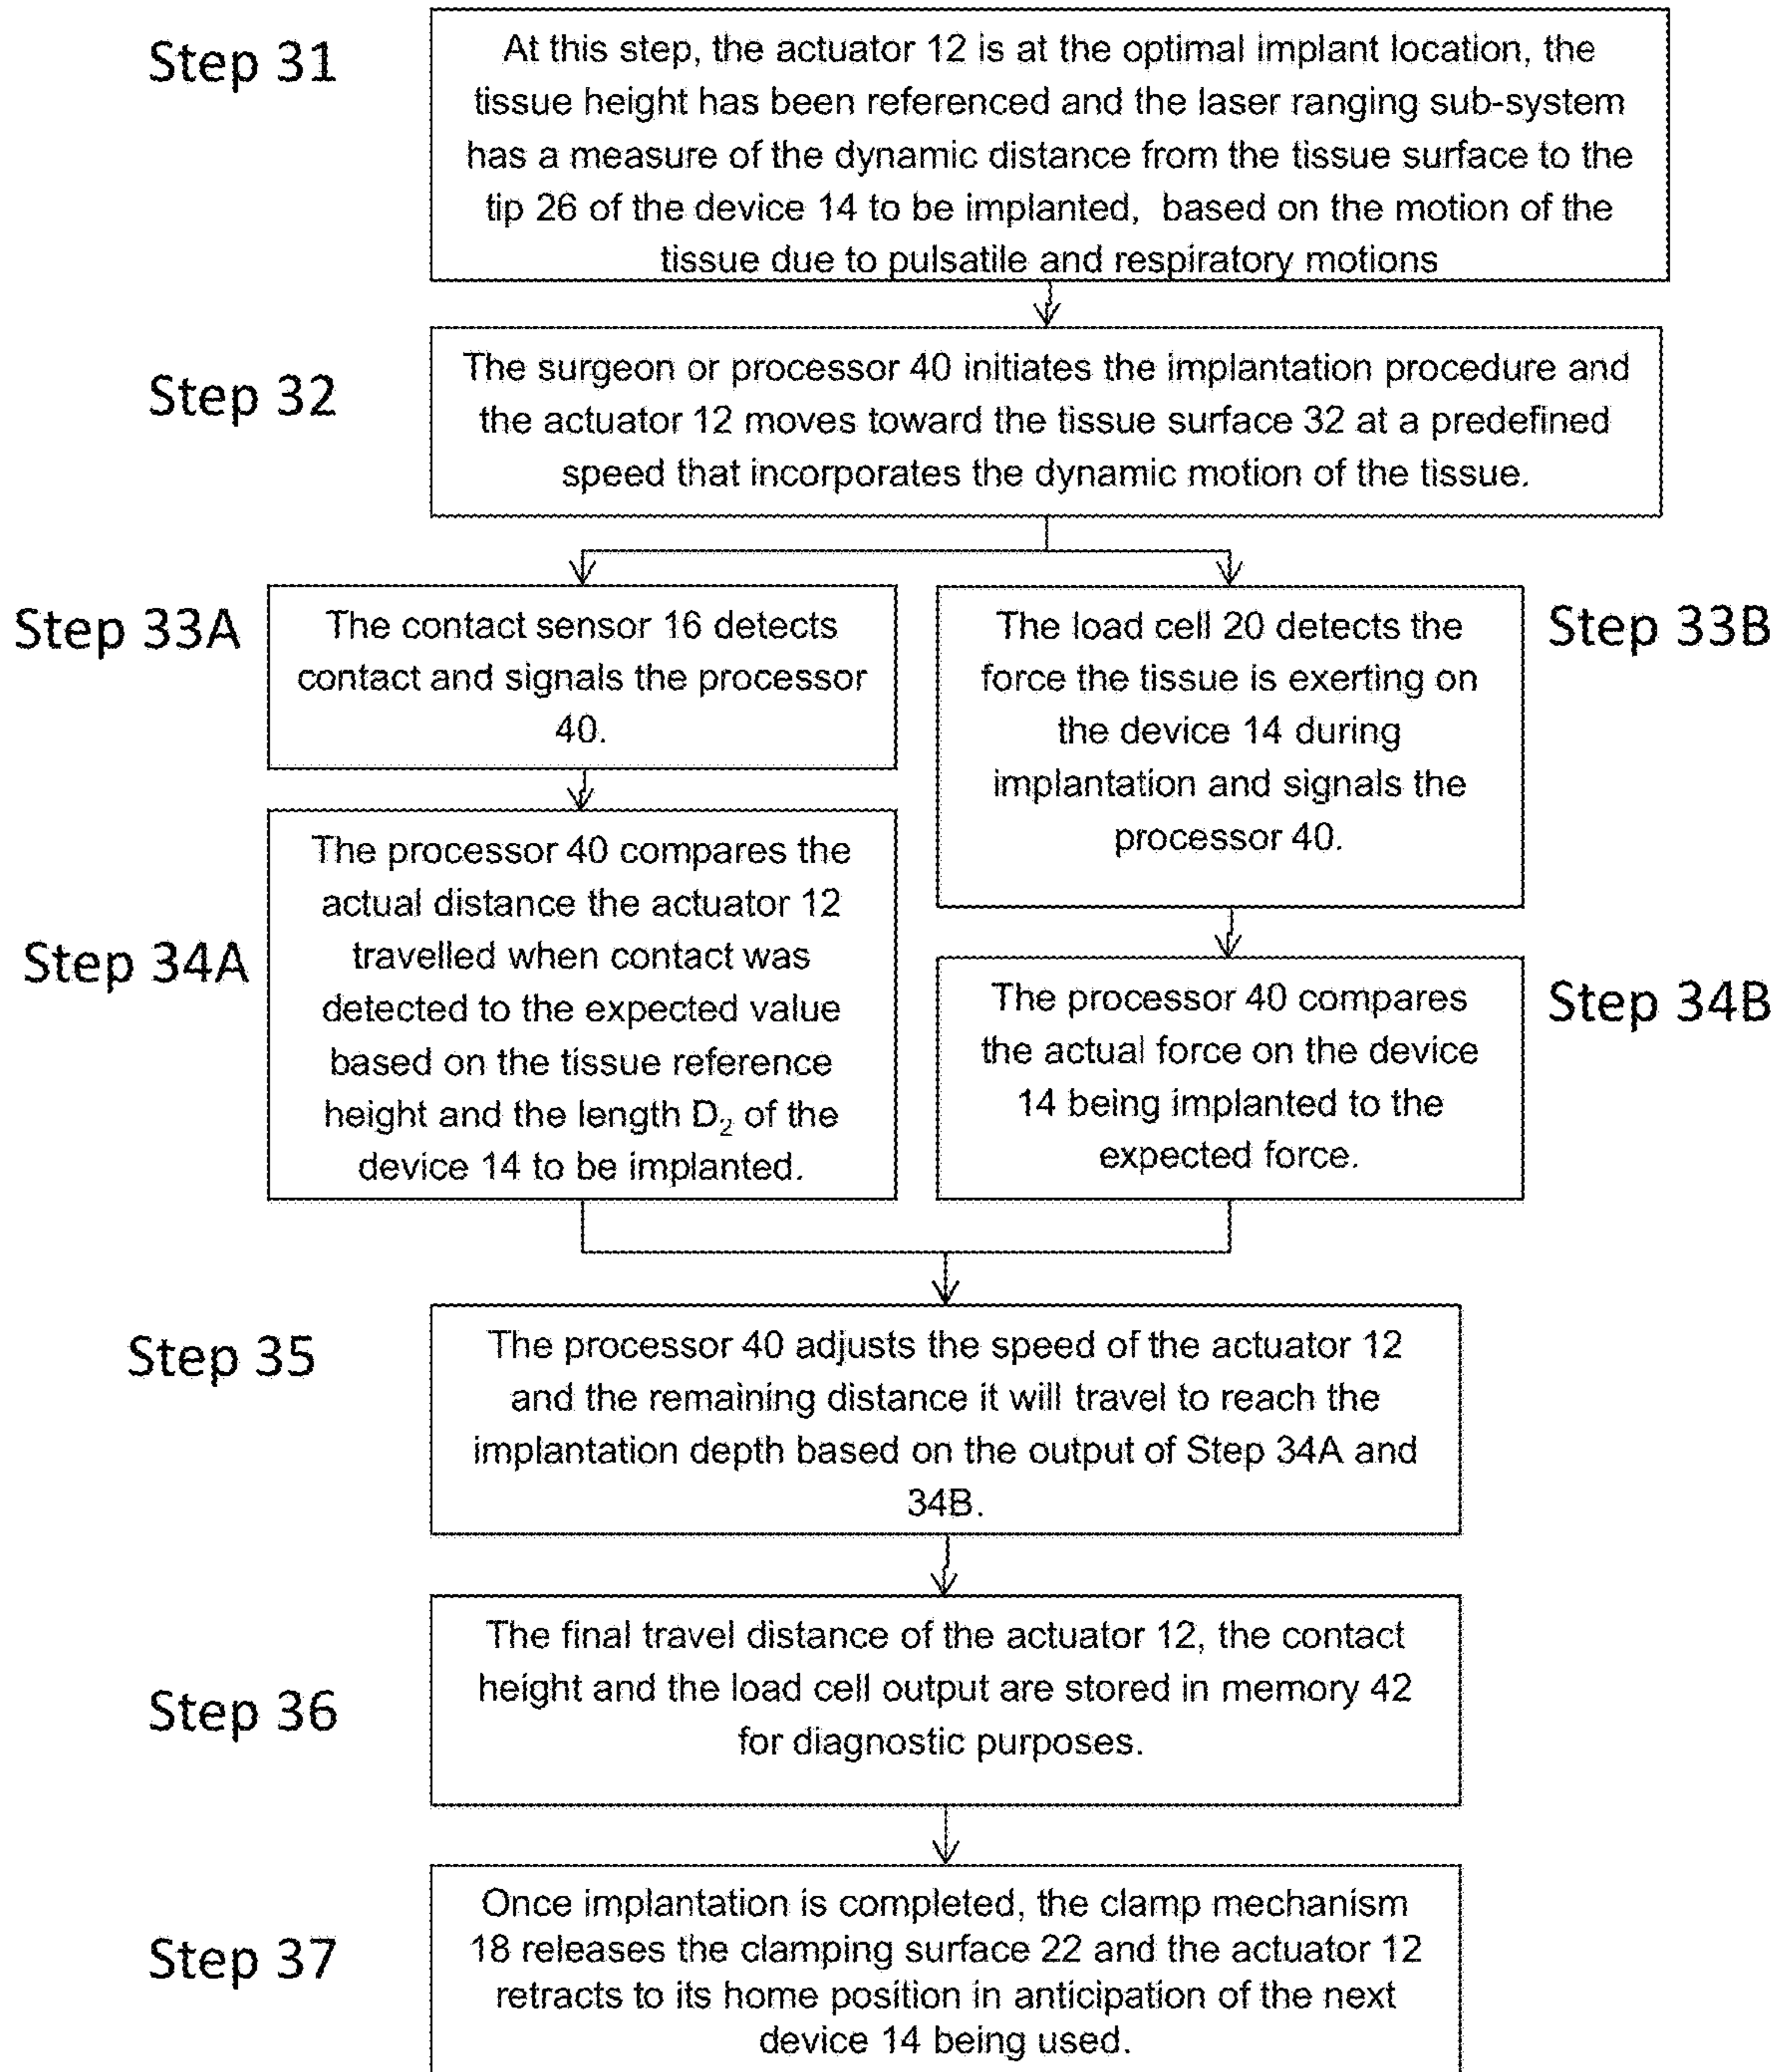 Step 31
At this step, the actuator 12 is at the optimal implant location, the
tissue height has been referenced and the laser ranging sub-system
has a measure of the dynamic distance from the tissue surface to the
tip 26 of the device 14 to be implanted, based on the motion of the
tissue due to pulsatile and respiratory motions
Step 32
The surgeon or processor 40 initiates the implantation procedure and
the actuator 12 moves toward the tissue surface 32 at a predefined
speed that incorporates the dynamic motion of the tissue.
Step 33A
The contact sensor 16 detects
contact and signals the processor
40.
Step 33B
The load cell 20 detects the
force the tissue is exerting on
the device 14 during
implantation and signals the
processor 40.
Step 34A
The processor 40 compares the
actual distance the actuator 12
travelled when contact was
detected to the expected value
based on the tissue reference
height and the length D₂ of the
device 14 to be implanted.
Step 34B
The processor 40 compares
the actual force on the device
14 being implanted to the
expected force.
Step 35
The processor 40 adjusts the speed of the actuator 12
and the remaining distance it will travel to reach the
implantation depth based on the output of Step 34A and
34B.
Step 36
The final travel distance of the actuator 12, the contact
height and the load cell output are stored in memory 42
for diagnostic purposes.
Step 37
Once implantation is completed, the clamp mechanism
18 releases the clamping surface 22 and the actuator 12
retracts to its home position in anticipation of the next
device 14 being used.